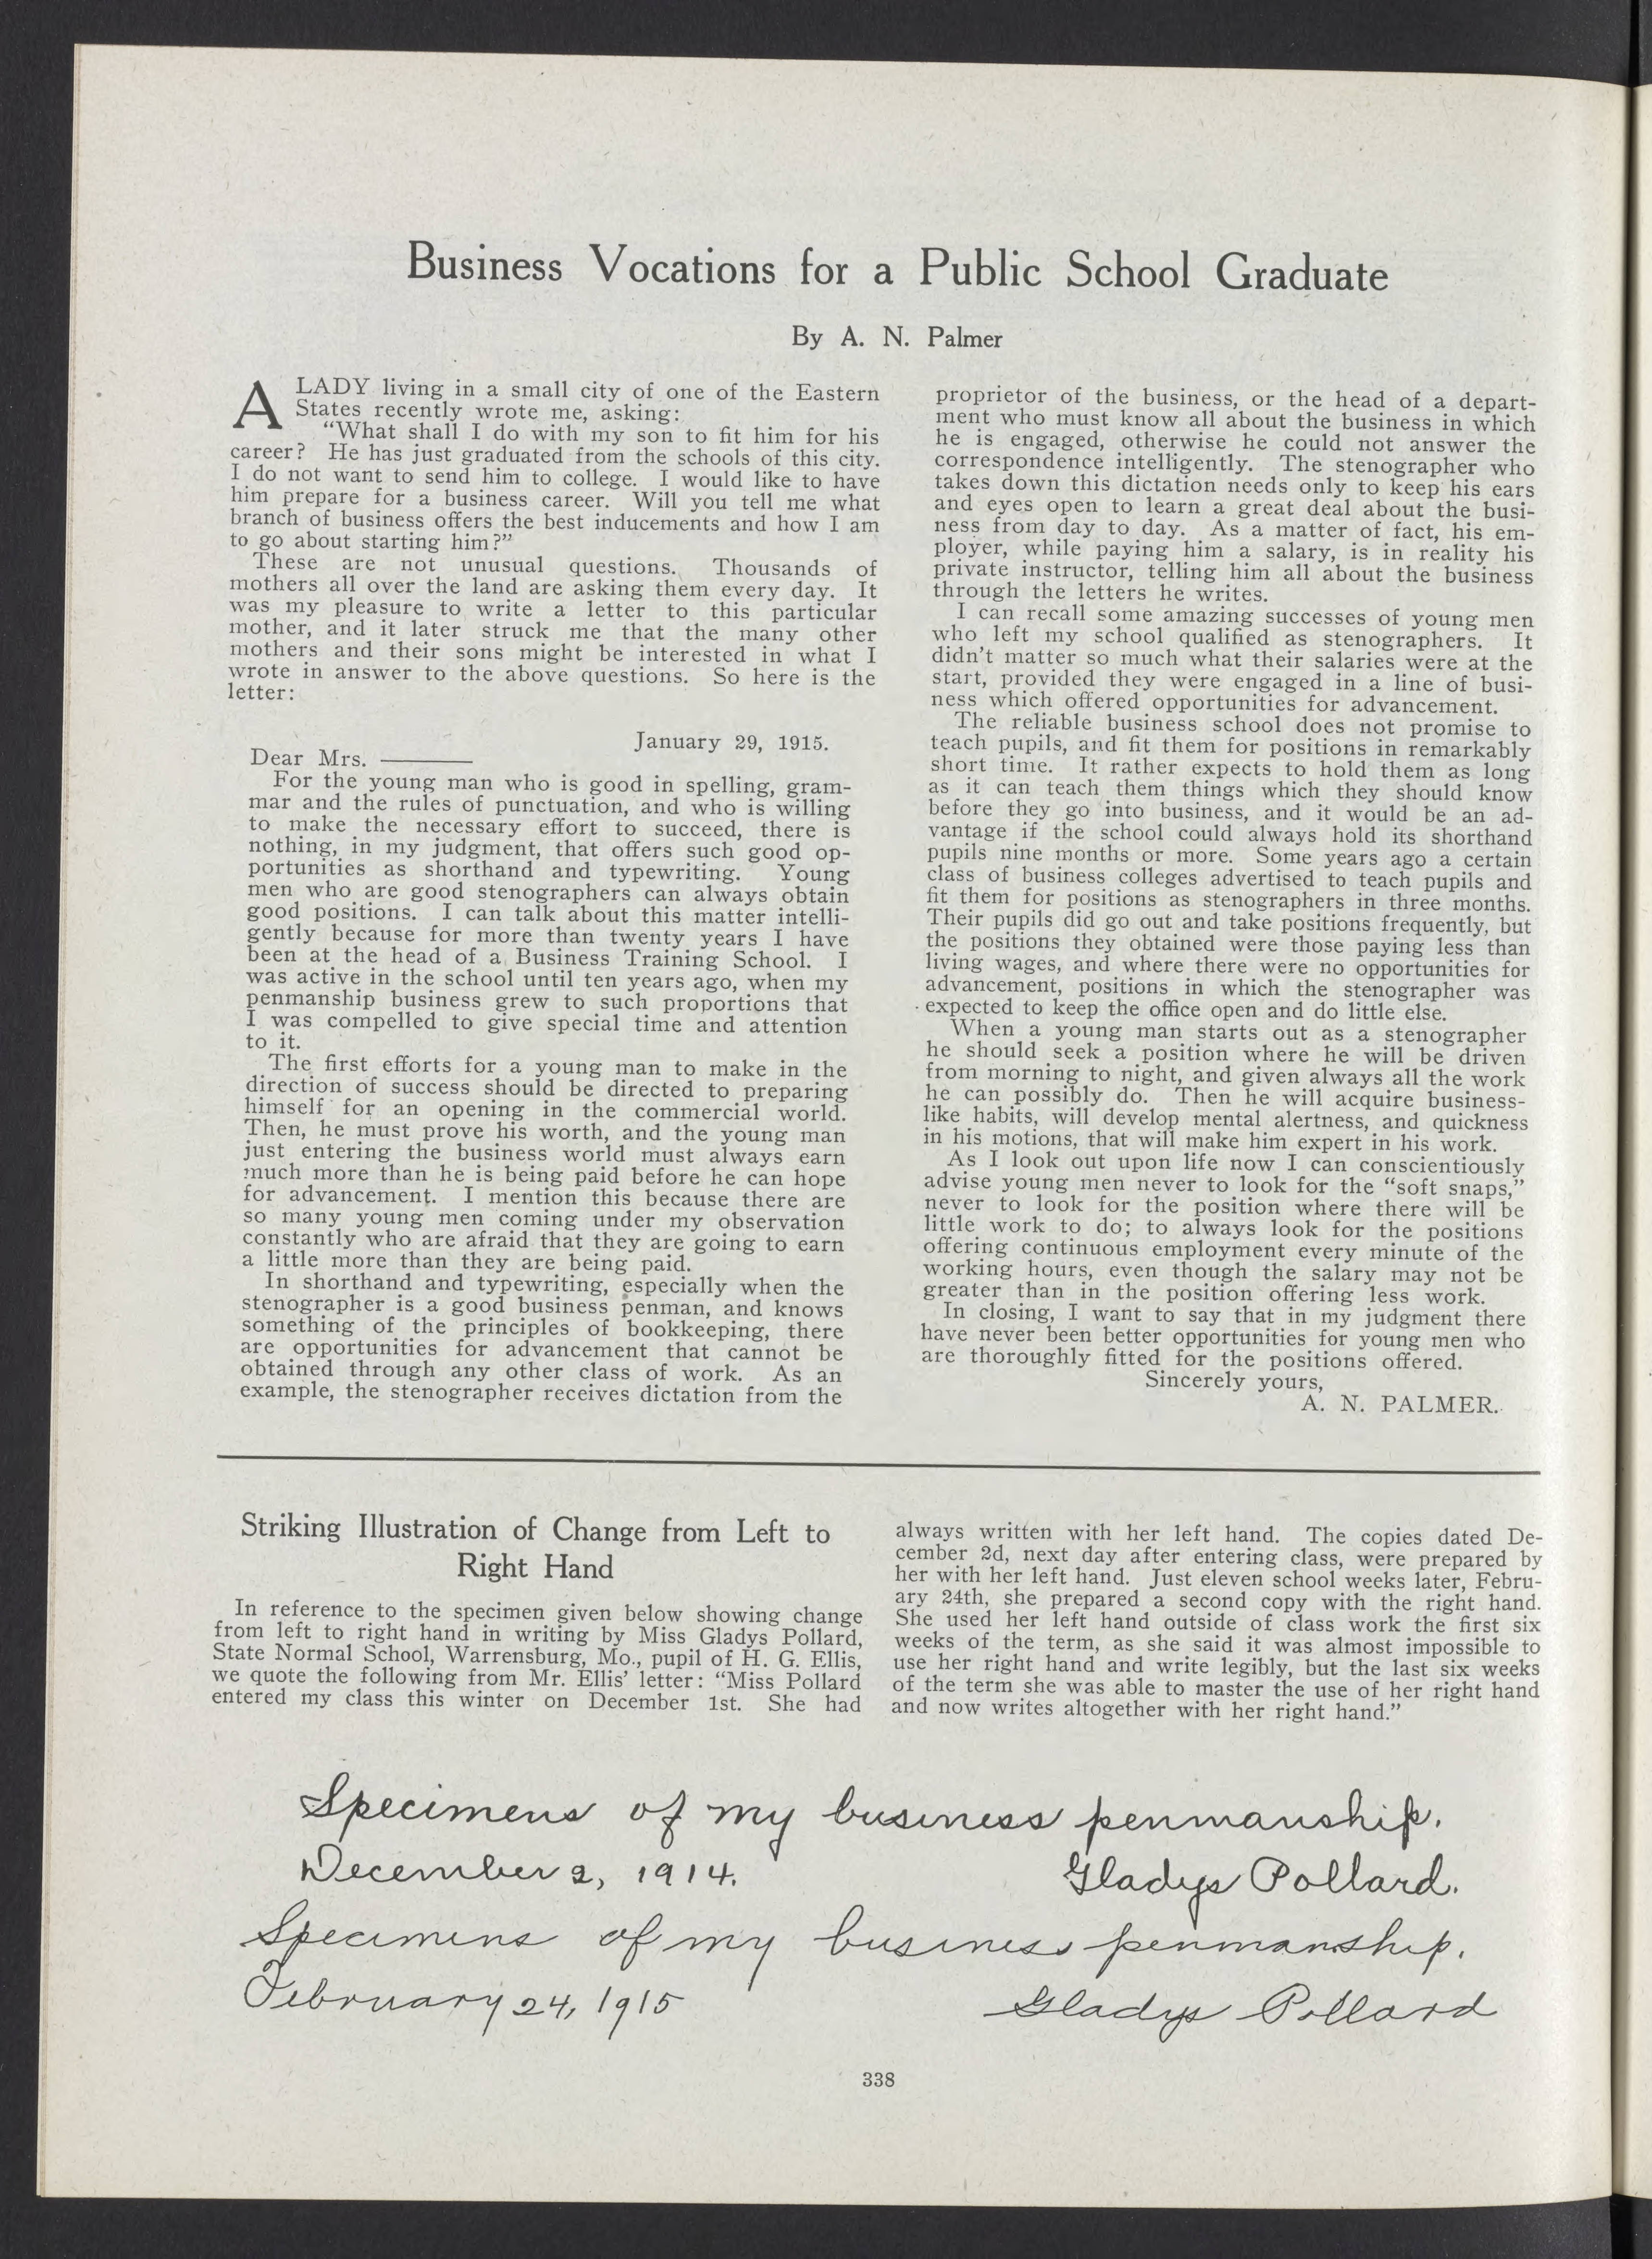 Business Vocations for a Public School Graduate
By A. N. Palmer
A LADY living in a small city of one of the Eastern
States recently wrote me, asking:
"What shall I do with my son to fit him for his
career? He has just graduated from the schools of this city.
I do not want to send him to college. I would like to have
him prepare for a business career. Will you tell me what
branch of business offers the best inducements and how I am
to go about starting him?"
These are not unusual questions. Thousands of
mothers all over the land are asking them every day. It
was my pleasure to write a letter to this particular
mother, and it later struck me that the many other
mothers and their sons might be interested in what I
wrote in answer to the above questions. So here is the
letter:
January 29, 1915.
Dear Mrs. ———
For the young man who is good in spelling, gram-
mar and the rules of punctuation, and who is willing
to make the necessary effort to succeed, there is
nothing, in my judgment, that offers such good op-
portunities as shorthand and typewriting. Young
men who are good stenographers can always obtain
good positions. I can talk about this matter intelli-
gently because for more than twenty years I have
been at the head of a Business Training School. I
was active in the school until ten years ago, when my
penmanship business grew to such proportions that
I was compelled to give special time and attention
to it.
The first efforts for a young man to make in the
direction of success should be directed to preparing
himself for an opening in the commercial world.
Then, he must prove his worth, and the young man
just entering the business world must always earn
much more than he is being paid before he can hope
for advancement. I mention this because there are
so many young men coming under my observation
constantly who are afraid that they are going to earn
a little more than they are being paid.
In shorthand and typewriting, especially when the
stenographer is a good business penman, and knows
something of the principles of bookkeeping, there
are opportunities for advancement that cannot be
obtained through any other class of work. As an
example, the stenographer receives dictation from the
proprietor of the business, or the head of a depart-
ment who must know all about the business in which
he is engaged, otherwise he could not answer the
correspondence intelligently. The stenographer who
takes down this dictation needs only to keep his ears
and eyes open to learn a great deal about the busi-
ness from day to day. As a matter of fact, his em-
ployer, while paying him a salary, is in reality his
private instructor, telling him all about the business
through the letters he writes.
I can recall some amazing successes of young men
who left my school qualified as stenographers. It
didn't matter so much what their salaries were at the
start, provided they were engaged in a line of busi-
ness which offered opportunities for advancement.
The reliable business school does not promise to
teach pupils, and fit them for positions in remarkably
short time. It rather expects to hold them as long
as it can teach them things which they should know
before they go into business, and it would be an ad-
vantage if the school could always hold its shorthand
pupils nine months or more. Some years ago a certain
class of business colleges advertised to teach pupils and
fit them for positions as stenographers in three months.
Their pupils did go out and take positions frequently, but
the positions they obtained were those paying less than
living wages, and where there were no opportunities for
advancement, positions in which the stenographer was
expected to keep the office open and do little else.
When a young man starts out as a stenographer
he should seek a position where he will be driven
from morning to night, and given always all the work
he can possibly do. Then he will acquire business-
like habits, will develop mental alertness, and quickness
in his motions, that will make him expert in his work.
As I look out upon life now I can conscientiously
advise young men never to look for the "soft snaps,"
never to look for the position where there will be
little work to do; to always look for the positions
offering continuous employment every minute of the
working hours, even though the salary may not be
greater than in the position offering less work.
In closing, I want to say that in my judgment there
have never been better opportunities for young men who
are thoroughly fitted for the positions offered.
Sincerely yours,
A. N. PALMER.
Striking Illustration of Change from Left to
Right Hand
In reference to the specimen given below showing change
from left to right hand in writing by Miss Gladys Pollard,
State Normal School, Warrensburg, Mo., pupil of H. G. Ellis,
we quote the following from Mr. Ellis' letter: "Miss Pollard
entered my class this winter on December 1st. She had
always written with her left hand. The copies dated De-
cember 2d, next day after entering class, were prepared by
her with her left hand. Just eleven school weeks later, Febru-
ary 24th, she prepared a second copy with the right hand.
She used her left hand outside of class work the first six
weeks of the term, as she said it was almost impossible to
use her right hand and write legibly, but the last six weeks
of the term she was able to master the use of her right hand
and now writes altogether with her right hand."
Specimens of my business penmanship.
December 2, 1914. Gladys Pollard.
Specimens of my business penmanship.
February 24, 1915 Gladys Pollard
338